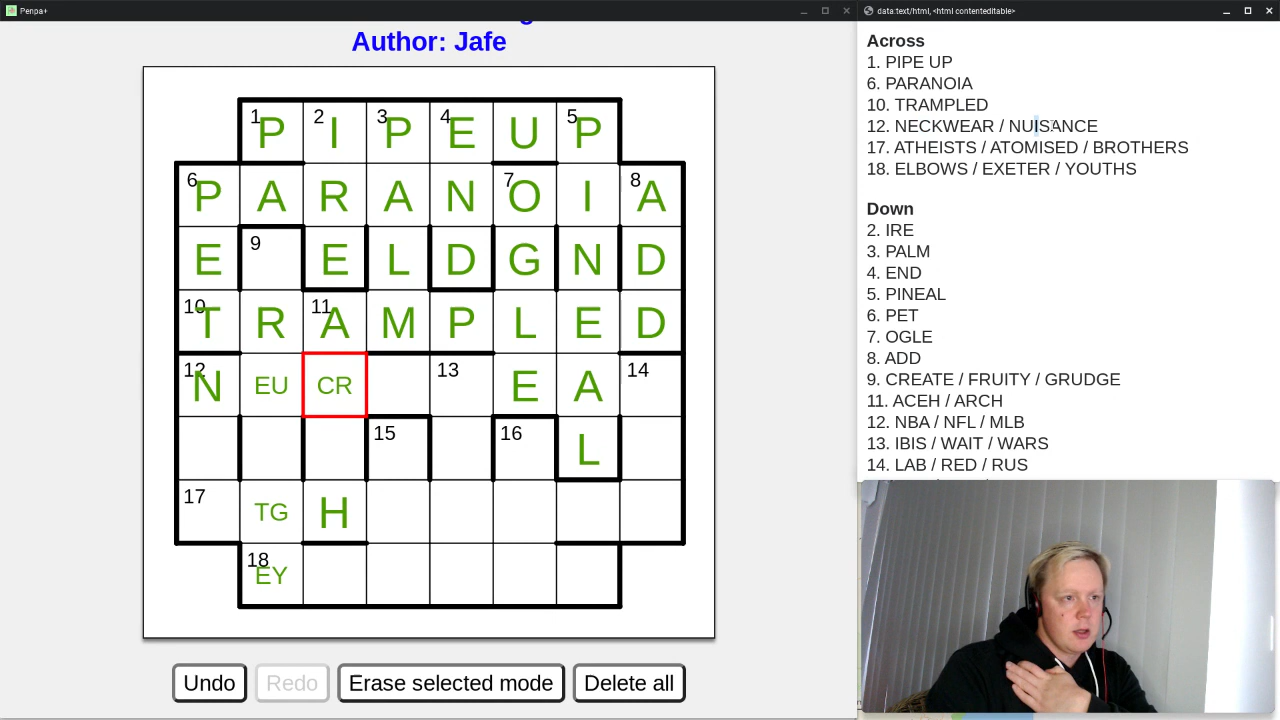 Penpa+
data:text/html, <html contenteditable>
Author: Jafe
1 P 2 I 3 P 4 E U 5 P
6 P A R A N 7 O I 8 A
E 9 E L D G N D
10 T R 11 A M P L E D
12 N EU CR 13 E A 14
15 16 L
17 TG H
18 EY
Undo Redo Erase selected mode Delete all
Across
1. PIPE UP
6. PARANOIA
10. TRAMPLED
12. NECKWEAR / NUISANCE
17. ATHEISTS / ATOMISED / BROTHERS
18. ELBOWS / EXETER / YOUTHS
Down
2. IRE
3. PALM
4. END
5. PINEAL
6. PET
7. OGLE
8. ADD
9. CREATE / FRUITY / GRUDGE
11. ACEH / ARCH
12. NBA / NFL / MLB
13. IBIS / WAIT / WARS
14. LAB / RED / RUS